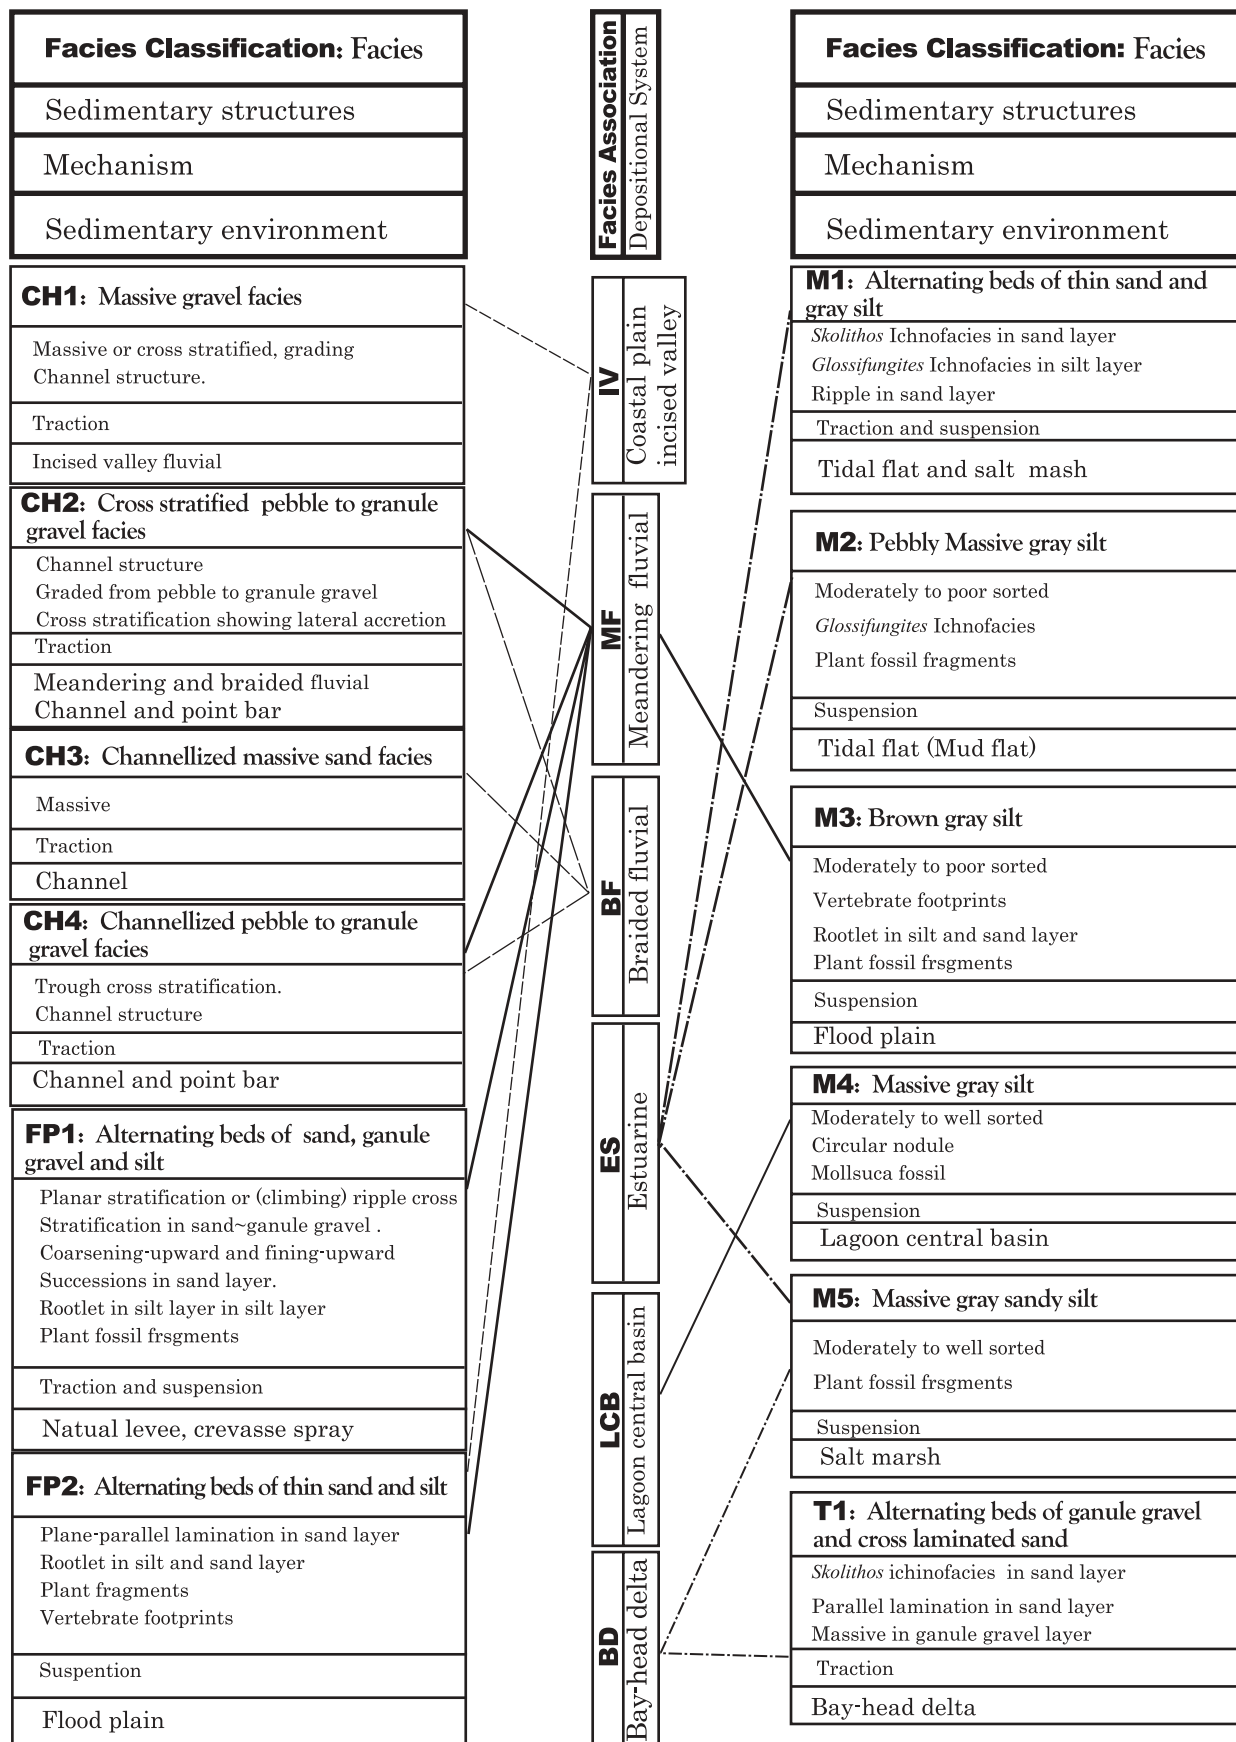 Facies Classification: Facies
Sedimentary structures
Mechanism
Sedimentary environment
CH1: Massive gravel facies
Massive or cross stratified, grading
Channel structure.
Traction
Incised valley fluvial
CH2: Cross stratified pebble to granule
gravel facies
Channel structure
Graded from pebble to granule gravel
Cross stratification showing lateral accretion
Traction
Meandering and braided fluvial
Channel and point bar
CH3: Channellized massive sand facies
Massive
Traction
Channel
CH4: Channellized pebble to granule
gravel facies
Trough cross stratification.
Channel structure
Traction
Channel and point bar
FP1: Alternating beds of sand, ganule
gravel and silt
Planar stratification or (climbing) ripple cross
Stratification in sand~ganule gravel .
Coarsening-upward and fining-upward
Successions in sand layer.
Rootlet in silt layer in silt layer
Plant fossil frsgments
Traction and suspension
Natual levee, crevasse spray
FP2: Alternating beds of thin sand and silt
Plane-parallel lamination in sand layer
Rootlet in silt and sand layer
Plant fragments
Vertebrate footprints
Suspention
Flood plain
Facies Association
Depositional System
IV
Coastal plain
incised valley
MF
Meandering fluvial
BF
Braided fluvial
ES
Estuarine
LCB
Lagoon central basin
BD
Bay-head delta
Facies Classification: Facies
Sedimentary structures
Mechanism
Sedimentary environment
M1: Alternating beds of thin sand and
gray silt
Skolithos Ichnofacies in sand layer
Glossifungites Ichnofacies in silt layer
Ripple in sand layer
Traction and suspension
Tidal flat and salt mash
M2: Pebbly Massive gray silt
Moderately to poor sorted
Glossifungites Ichnofacies
Plant fossil fragments
Suspension
Tidal flat (Mud flat)
M3: Brown gray silt
Moderately to poor sorted
Vertebrate footprints
Rootlet in silt and sand layer
Plant fossil frsgments
Suspension
Flood plain
M4: Massive gray silt
Moderately to well sorted
Circular nodule
Mollsuca fossil
Suspension
Lagoon central basin
M5: Massive gray sandy silt
Moderately to well sorted
Plant fossil frsgments
Suspension
Salt marsh
T1: Alternating beds of ganule gravel
and cross laminated sand
Skolithos ichinofacies in sand layer
Parallel lamination in sand layer
Massive in ganule gravel layer
Traction
Bay-head delta